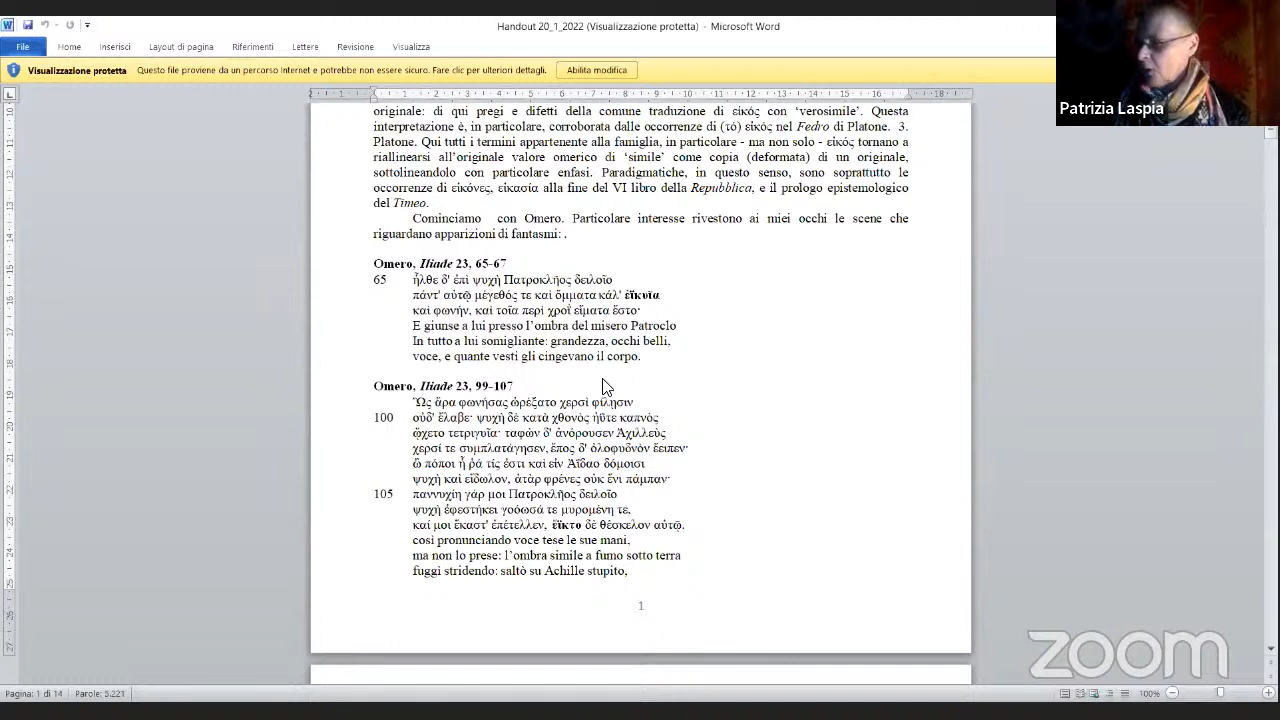 Handout 20_1_2022 (Visualizzazione protetta) - Microsoft Word
File Home Inserisci Layout di pagina Riferimenti Lettere Revisione Visualizza
Visualizzazione protetta Questo file proviene da un percorso Internet e potrebbe non essere sicuro. Fare clic per ulteriori dettagli. Abilita modifica
Patrizia Laspia
originale: di qui pregi e difetti della comune traduzione di εἰκός con ‘verosimile’. Questa
interpretazione è, in particolare, corroborata dalle occorrenze di (τό) εἰκός nel Fedro di Platone. 3.
Platone. Qui tutti i termini appartenente alla famiglia, in particolare - ma non solo - εἰκός tornano a
riallinearsi all’originale valore omerico di ‘simile’ come copia (deformata) di un originale,
sottolineandolo con particolare enfasi. Paradigmatiche, in questo senso, sono soprattutto le
occorrenze di εἰκόνες, εἰκασία alla fine del VI libro della Repubblica, e il prologo epistemologico
del Timeo.
Cominciamo con Omero. Particolare interesse rivestono ai miei occhi le scene che
riguardano apparizioni di fantasmi: .
Omero, Iliade 23, 65-67
65 ἦλθε δ' ἐπὶ ψυχὴ Πατροκλῆος δειλοῖο
πάντ' αὐτῷ μέγεθός τε καὶ ὄμματα κάλ' ἐϊκυῖα
καὶ φωνήν, καὶ τοῖα περὶ χροῒ εἵματα ἕστο·
E giunse a lui presso l’ombra del misero Patroclo
In tutto a lui somigliante: grandezza, occhi belli,
voce, e quante vesti gli cingevano il corpo.
Omero, Iliade 23, 99-107
Ὣς ἄρα φωνήσας ὠρέξατο χερσὶ φίλῃσιν
100 οὐδ' ἔλαβε· ψυχὴ δὲ κατὰ χθονὸς ἠΰτε καπνὸς
ᾤχετο τετριγυῖα· ταφὼν δ' ἀνόρουσεν Ἀχιλλεὺς
χερσί τε συμπλατάγησεν, ἔπος δ' ὀλοφυδνὸν ἔειπεν·
ὢ πόποι ἦ ῥά τίς ἐστι καὶ εἰν Ἀΐδαο δόμοισι
ψυχὴ καὶ εἴδωλον, ἀτὰρ φρένες οὐκ ἔνι πάμπαν·
105 παννυχίη γάρ μοι Πατροκλῆος δειλοῖο
ψυχὴ ἐφεστήκει γοόωσά τε μυρομένη τε,
καί μοι ἕκαστ' ἐπέτελλεν, ἔϊκτο δὲ θέσκελον αὐτῷ.
così pronunciando voce tese le sue mani,
ma non lo prese: l’ombra simile a fumo sotto terra
fuggì stridendo: saltò su Achille stupito,
1
zoom
Pagina: 1 di 14 Parole: 5.221 100%